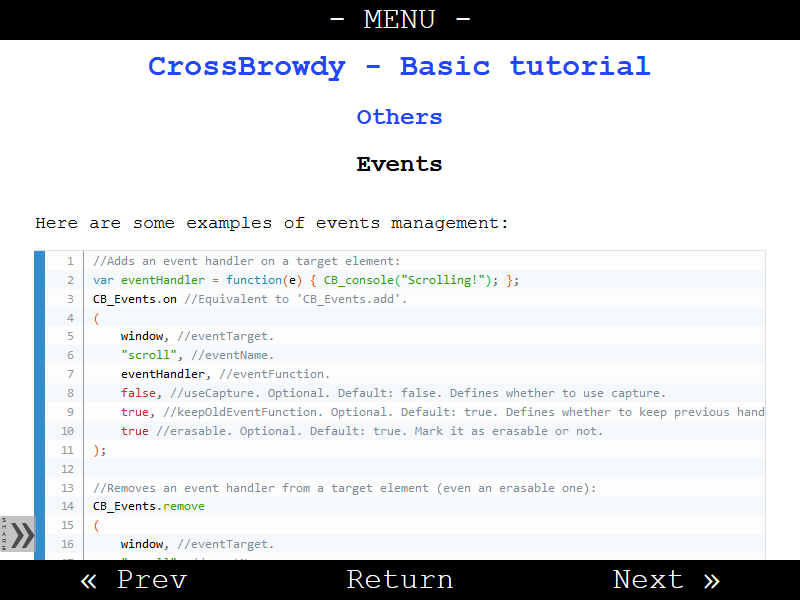 - MENU -
CrossBrowdy - Basic tutorial
Others
Events
Here are some examples of events management:
1 //Adds an event handler on a target element:
2 var eventHandler = function(e) { CB_console("Scrolling!"); };
3 CB_Events.on //Equivalent to 'CB_Events.add'.
4 (
5 window, //eventTarget.
6 "scroll", //eventName.
7 eventHandler, //eventFunction.
8 false, //useCapture. Optional. Default: false. Defines whether to use capture.
9 true, //keepOldEventFunction. Optional. Default: true. Defines whether to keep previous hand
10 true //erasable. Optional. Default: true. Mark it as erasable or not.
11 );
12
13 //Removes an event handler from a target element (even an erasable one):
14 CB_Events.remove
15 (
16 window, //eventTarget.
SHARE »
« Prev Return Next »